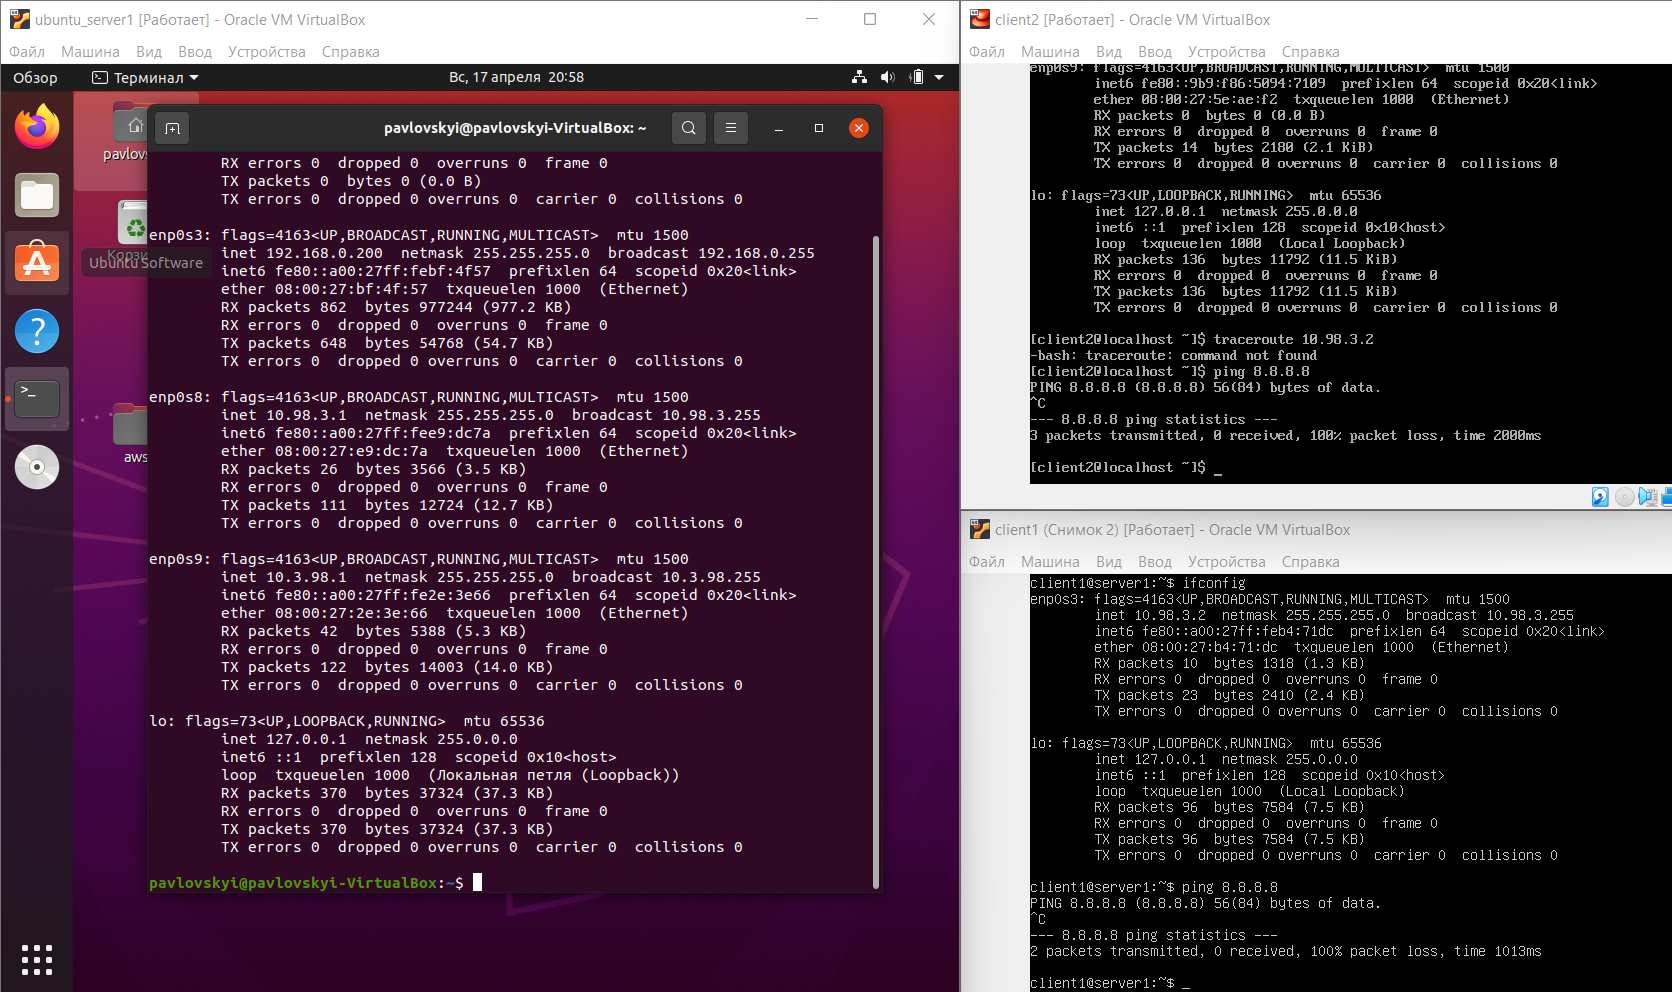 ubuntu_server1 [Работает] - Oracle VM VirtualBox
Файл Машина Вид Ввод Устройства Справка
Обзор Терминал Вс, 17 апреля 20:58
pavlovs
Корзи
Ubuntu Software
aws
pavlovskyi@pavlovskyi-VirtualBox: ~
RX errors 0 dropped 0 overruns 0 frame 0
TX packets 0 bytes 0 (0.0 B)
TX errors 0 dropped 0 overruns 0 carrier 0 collisions 0
enp0s3: flags=4163<UP,BROADCAST,RUNNING,MULTICAST> mtu 1500
inet 192.168.0.200 netmask 255.255.255.0 broadcast 192.168.0.255
inet6 fe80::a00:27ff:febf:4f57 prefixlen 64 scopeid 0x20<link>
ether 08:00:27:bf:4f:57 txqueuelen 1000 (Ethernet)
RX packets 862 bytes 977244 (977.2 KB)
RX errors 0 dropped 0 overruns 0 frame 0
TX packets 648 bytes 54768 (54.7 KB)
TX errors 0 dropped 0 overruns 0 carrier 0 collisions 0
enp0s8: flags=4163<UP,BROADCAST,RUNNING,MULTICAST> mtu 1500
inet 10.98.3.1 netmask 255.255.255.0 broadcast 10.98.3.255
inet6 fe80::a00:27ff:fee9:dc7a prefixlen 64 scopeid 0x20<link>
ether 08:00:27:e9:dc:7a txqueuelen 1000 (Ethernet)
RX packets 26 bytes 3566 (3.5 KB)
RX errors 0 dropped 0 overruns 0 frame 0
TX packets 111 bytes 12724 (12.7 KB)
TX errors 0 dropped 0 overruns 0 carrier 0 collisions 0
enp0s9: flags=4163<UP,BROADCAST,RUNNING,MULTICAST> mtu 1500
inet 10.3.98.1 netmask 255.255.255.0 broadcast 10.3.98.255
inet6 fe80::a00:27ff:fe2e:3e66 prefixlen 64 scopeid 0x20<link>
ether 08:00:27:2e:3e:66 txqueuelen 1000 (Ethernet)
RX packets 42 bytes 5388 (5.3 KB)
RX errors 0 dropped 0 overruns 0 frame 0
TX packets 122 bytes 14003 (14.0 KB)
TX errors 0 dropped 0 overruns 0 carrier 0 collisions 0
lo: flags=73<UP,LOOPBACK,RUNNING> mtu 65536
inet 127.0.0.1 netmask 255.0.0.0
inet6 ::1 prefixlen 128 scopeid 0x10<host>
loop txqueuelen 1000 (Локальная петля (Loopback))
RX packets 370 bytes 37324 (37.3 KB)
RX errors 0 dropped 0 overruns 0 frame 0
TX packets 370 bytes 37324 (37.3 KB)
TX errors 0 dropped 0 overruns 0 carrier 0 collisions 0
pavlovskyi@pavlovskyi-VirtualBox:~$
client2 [Работает] - Oracle VM VirtualBox
Файл Машина Вид Ввод Устройства Справка
enp0s9: flags=4163<UP,BROADCAST,RUNNING,MULTICAST> mtu 1500
inet6 fe80::9b9:f86:5094:7109 prefixlen 64 scopeid 0x20<link>
ether 08:00:27:5e:ae:f2 txqueuelen 1000 (Ethernet)
RX packets 0 bytes 0 (0.0 B)
RX errors 0 dropped 0 overruns 0 frame 0
TX packets 14 bytes 2180 (2.1 KiB)
TX errors 0 dropped 0 overruns 0 carrier 0 collisions 0
lo: flags=73<UP,LOOPBACK,RUNNING> mtu 65536
inet 127.0.0.1 netmask 255.0.0.0
inet6 ::1 prefixlen 128 scopeid 0x10<host>
loop txqueuelen 1000 (Local Loopback)
RX packets 136 bytes 11792 (11.5 KiB)
RX errors 0 dropped 0 overruns 0 frame 0
TX packets 136 bytes 11792 (11.5 KiB)
TX errors 0 dropped 0 overruns 0 carrier 0 collisions 0
[client2@localhost ~]$ traceroute 10.98.3.2
-bash: traceroute: command not found
[client2@localhost ~]$ ping 8.8.8.8
PING 8.8.8.8 (8.8.8.8) 56(84) bytes of data.
^C
--- 8.8.8.8 ping statistics ---
3 packets transmitted, 0 received, 100% packet loss, time 2000ms
[client2@localhost ~]$ _
client1 (Снимок 2) [Работает] - Oracle VM VirtualBox
Файл Машина Вид Ввод Устройства Справка
client1@server1:~$ ifconfig
enp0s3: flags=4163<UP,BROADCAST,RUNNING,MULTICAST> mtu 1500
inet 10.98.3.2 netmask 255.255.255.0 broadcast 10.98.3.255
inet6 fe80::a00:27ff:feb4:71dc prefixlen 64 scopeid 0x20<link>
ether 08:00:27:b4:71:dc txqueuelen 1000 (Ethernet)
RX packets 10 bytes 1318 (1.3 KB)
RX errors 0 dropped 0 overruns 0 frame 0
TX packets 23 bytes 2410 (2.4 KB)
TX errors 0 dropped 0 overruns 0 carrier 0 collisions 0
lo: flags=73<UP,LOOPBACK,RUNNING> mtu 65536
inet 127.0.0.1 netmask 255.0.0.0
inet6 ::1 prefixlen 128 scopeid 0x10<host>
loop txqueuelen 1000 (Local Loopback)
RX packets 96 bytes 7584 (7.5 KB)
RX errors 0 dropped 0 overruns 0 frame 0
TX packets 96 bytes 7584 (7.5 KB)
TX errors 0 dropped 0 overruns 0 carrier 0 collisions 0
client1@server1:~$ ping 8.8.8.8
PING 8.8.8.8 (8.8.8.8) 56(84) bytes of data.
^C
--- 8.8.8.8 ping statistics ---
2 packets transmitted, 0 received, 100% packet loss, time 1013ms
client1@server1:~$ _